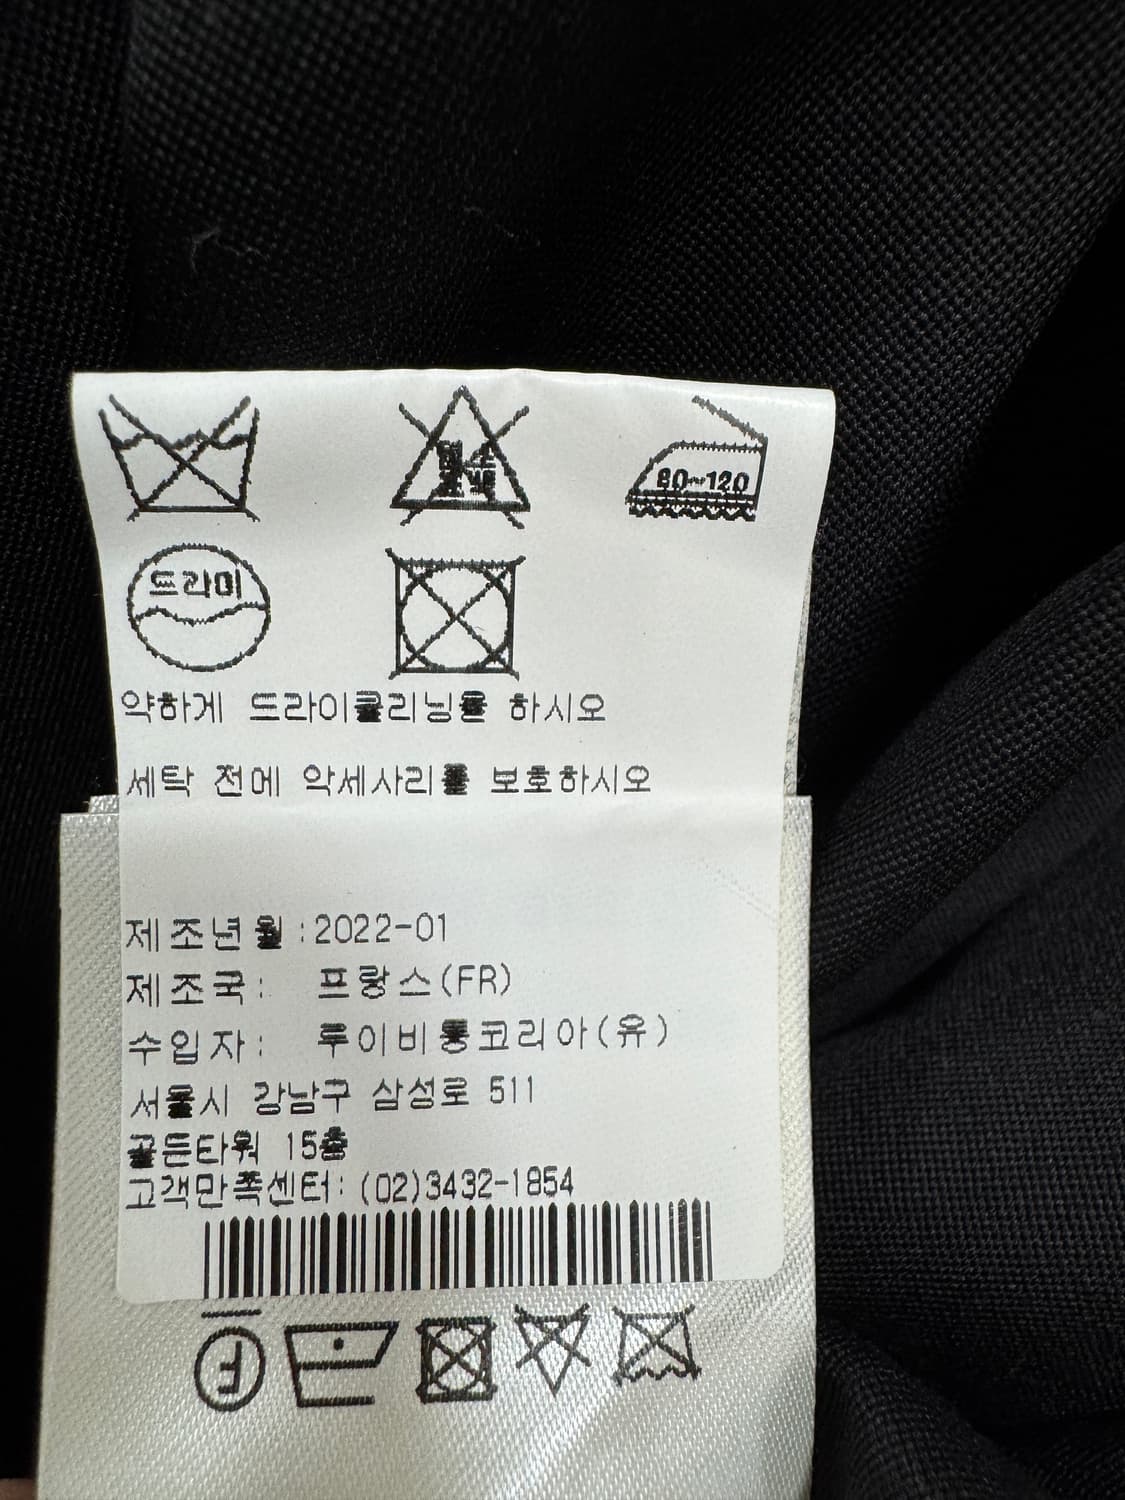 80~120
드라이
약하게 드라이클리닝을 하시오
세탁 전에 악세사리를 보호하시오
제조년월:2022-01
제조국: 프랑스(FR)
수입자: 루이비통코리아(유)
서울시 강남구 삼성로 511
골든타워 15층
고객만족센터: (02)3432-1854
F